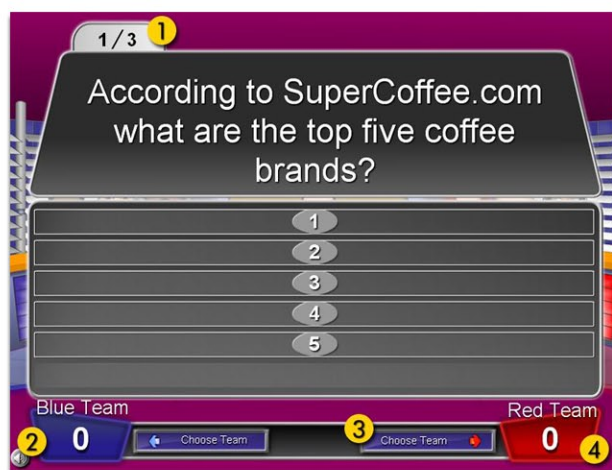 1 / 3 1
According to SuperCoffee.com
what are the top five coffee
brands?
1
2
3
4
5
Blue Team
Red Team
2 0 Choose Team 3 Choose Team 0 4